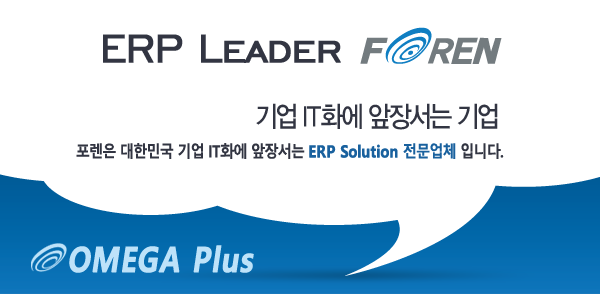 ERP LEADER FOREN
기업 IT화에 앞장서는 기업
포렌은 대한민국 기업 IT화에 앞장서는 ERP Solution 전문업체 입니다.
OMEGA Plus